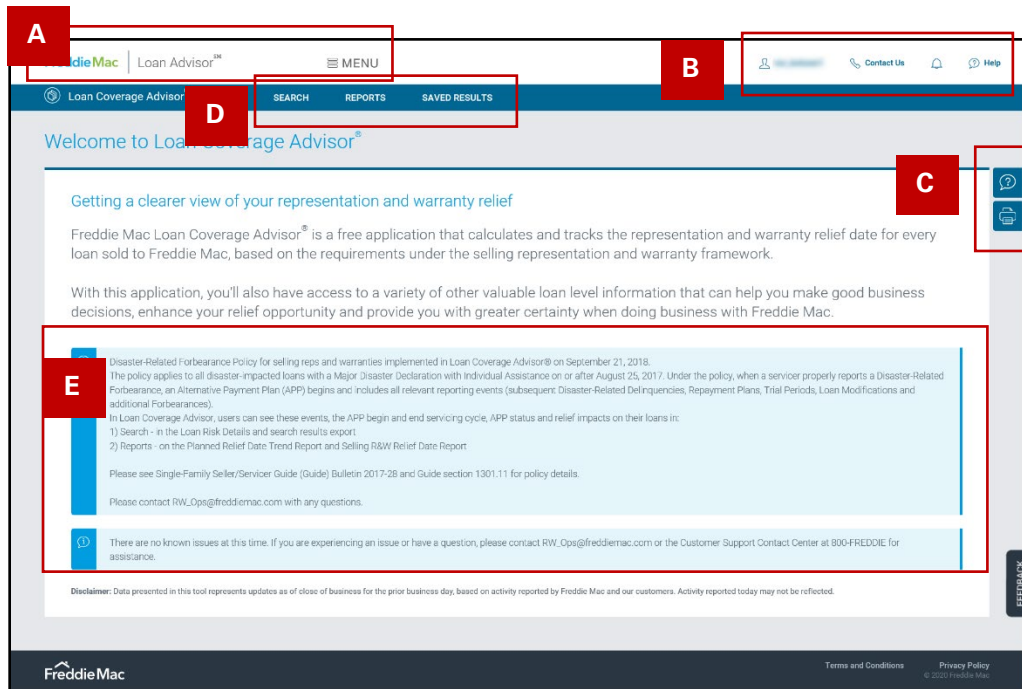 A
ddieMac Loan Advisor℠ MENU
B
Contact Us Help
Loan Coverage Advisor
D
SEARCH REPORTS SAVED RESULTS
Welcome to Loan Coverage Advisor®
C
Getting a clearer view of your representation and warranty relief
Freddie Mac Loan Coverage Advisor® is a free application that calculates and tracks the representation and warranty relief date for every
loan sold to Freddie Mac, based on the requirements under the selling representation and warranty framework.
With this application, you'll also have access to a variety of other valuable loan level information that can help you make good business
decisions, enhance your relief opportunity and provide you with greater certainty when doing business with Freddie Mac.
E
Disaster-Related Forbearance Policy for selling reps and warranties implemented in Loan Coverage Advisor® on September 21, 2018.
The policy applies to all disaster-impacted loans with a Major Disaster Declaration with Individual Assistance on or after August 25, 2017. Under the policy, when a servicer properly reports a Disaster-Related
Forbearance, an Alternative Payment Plan (APP) begins and includes all relevant reporting events (subsequent Disaster-Related Delinquencies, Repayment Plans, Trial Periods, Loan Modifications and
additional Forbearances).
In Loan Coverage Advisor, users can see these events, the APP begin and end servicing cycle, APP status and relief impacts on their loans in:
1) Search - in the Loan Risk Details and search results export
2) Reports - on the Planned Relief Date Trend Report and Selling R&W Relief Date Report
Please see Single-Family Seller/Servicer Guide (Guide) Bulletin 2017-28 and Guide section 1301.11 for policy details.
Please contact RW_Ops@freddiemac.com with any questions.
There are no known issues at this time. If you are experiencing an issue or have a question, please contact RW_Ops@freddiemac.com or the Customer Support Contact Center at 800-FREDDIE for
assistance.
FEEDBACK
Disclaimer: Data presented in this tool represents updates as of close of business for the prior business day, based on activity reported by Freddie Mac and our customers. Activity reported today may not be reflected.
FreddieMac
Terms and Conditions Privacy Policy
© 2020 Freddie Mac